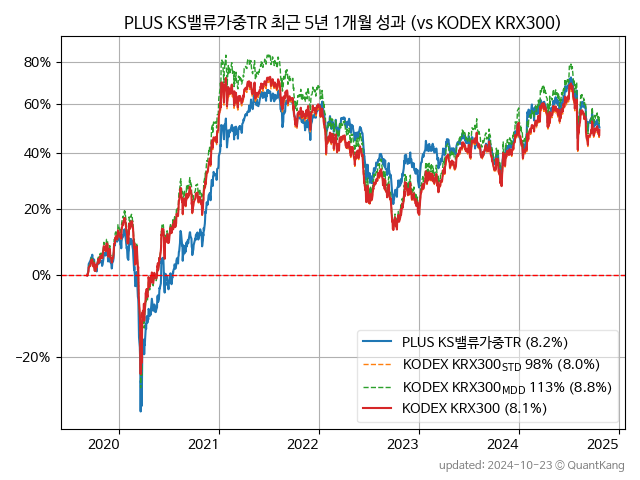 PLUS KS밸류가중TR 최근 5년 1개월 성과 (vs KODEX KRX300)
80%
60%
40%
20%
0%
−20%
PLUS KS밸류가중TR (8.2%)
KODEX KRX300STD 98% (8.0%)
KODEX KRX300MDD 113% (8.8%)
KODEX KRX300 (8.1%)
2020 2021 2022 2023 2024 2025
updated: 2024-10-23 © QuantKang